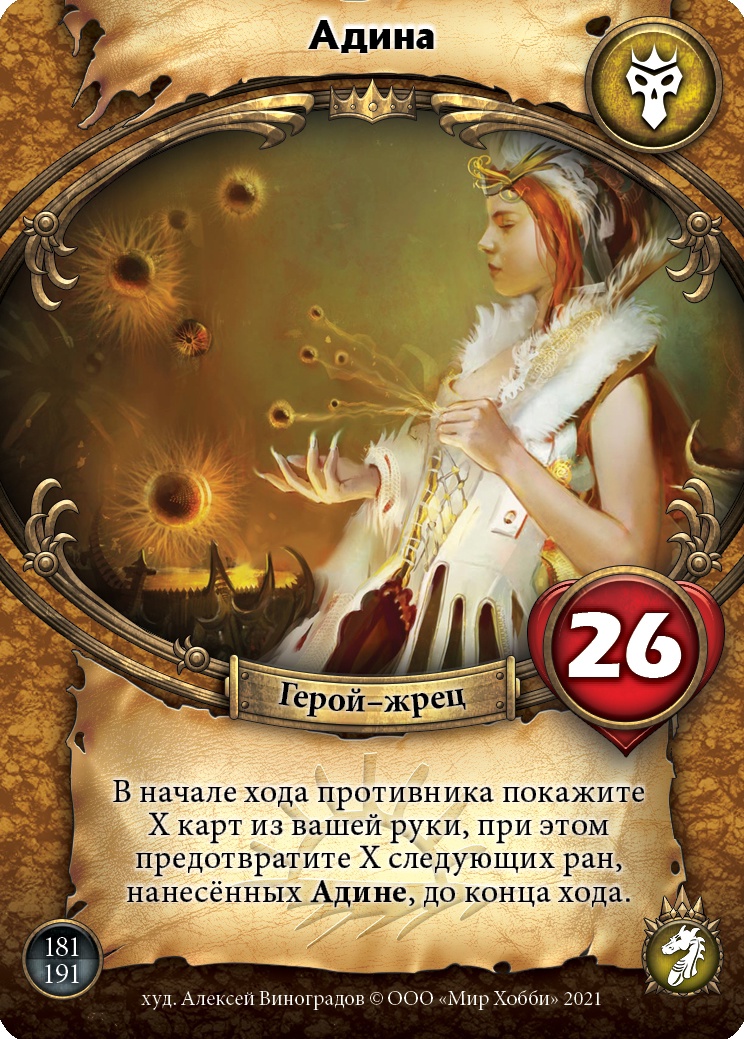 Адина
26
Герой–жрец
В начале хода противника покажите
X карт из вашей руки, при этом
предотвратите X следующих ран,
нанесённых Адине, до конца хода.
181
191
худ. Алексей Виноградов © ООО «Мир Хобби» 2021